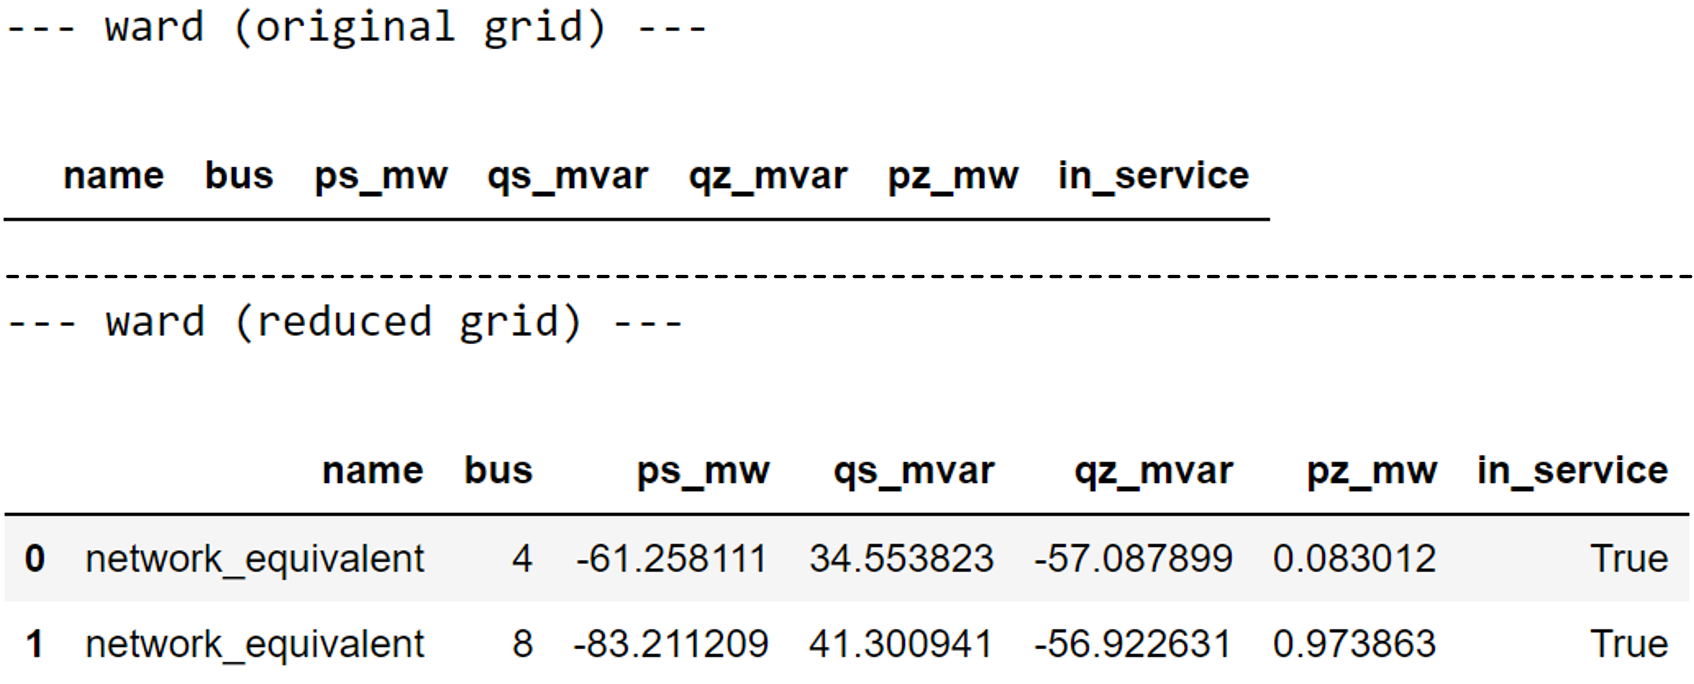 --- ward (original grid) ---
name bus ps_mw qs_mvar qz_mvar pz_mw in_service
--- ward (reduced grid) ---
name bus ps_mw qs_mvar qz_mvar pz_mw in_service
0 network_equivalent 4 -61.258111 34.553823 -57.087899 0.083012 True
1 network_equivalent 8 -83.211209 41.300941 -56.922631 0.973863 True